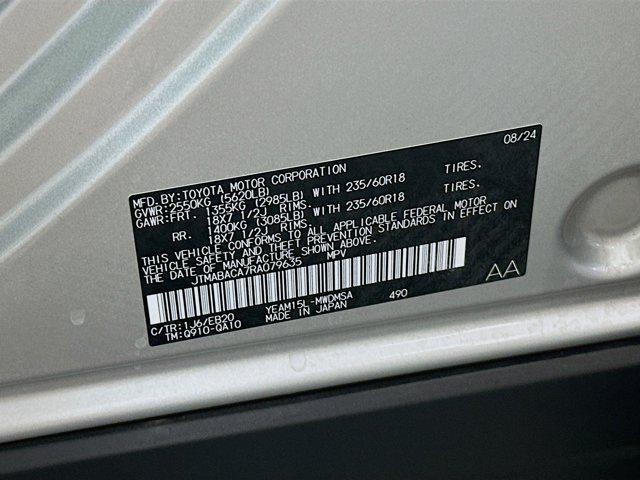 MFD.BY:TOYOTA MOTOR CORPORATION 08/24
GVWR:2550KG (5620LB)
GAWR:FRT. 1355KG (2985LB) WITH 235/60R18 TIRES.
18X7 1/2J RIMS.
RR. 1400KG (3085LB) WITH 235/60R18 TIRES.
18X7 1/2J RIMS.
THIS VEHICLE CONFORMS TO ALL APPLICABLE FEDERAL MOTOR
VEHICLE SAFETY AND THEFT PREVENTION STANDARDS IN EFFECT ON
THE DATE OF MANUFACTURE SHOWN ABOVE.
JTMABACA7RA079635 MPV
AA
C/TR:1J6/EB20 YEAM15L-MWDMSA 490
TM:Q910-QA10 MADE IN JAPAN